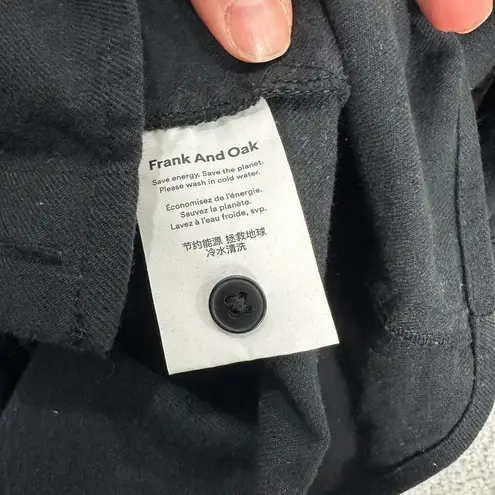 Frank And Oak
Save energy. Save the planet.
Please wash in cold water.
Économisez de l'énergie.
Sauvez la planète.
Lavez à l'eau froide, svp.
节约能源 拯救地球
冷水清洗